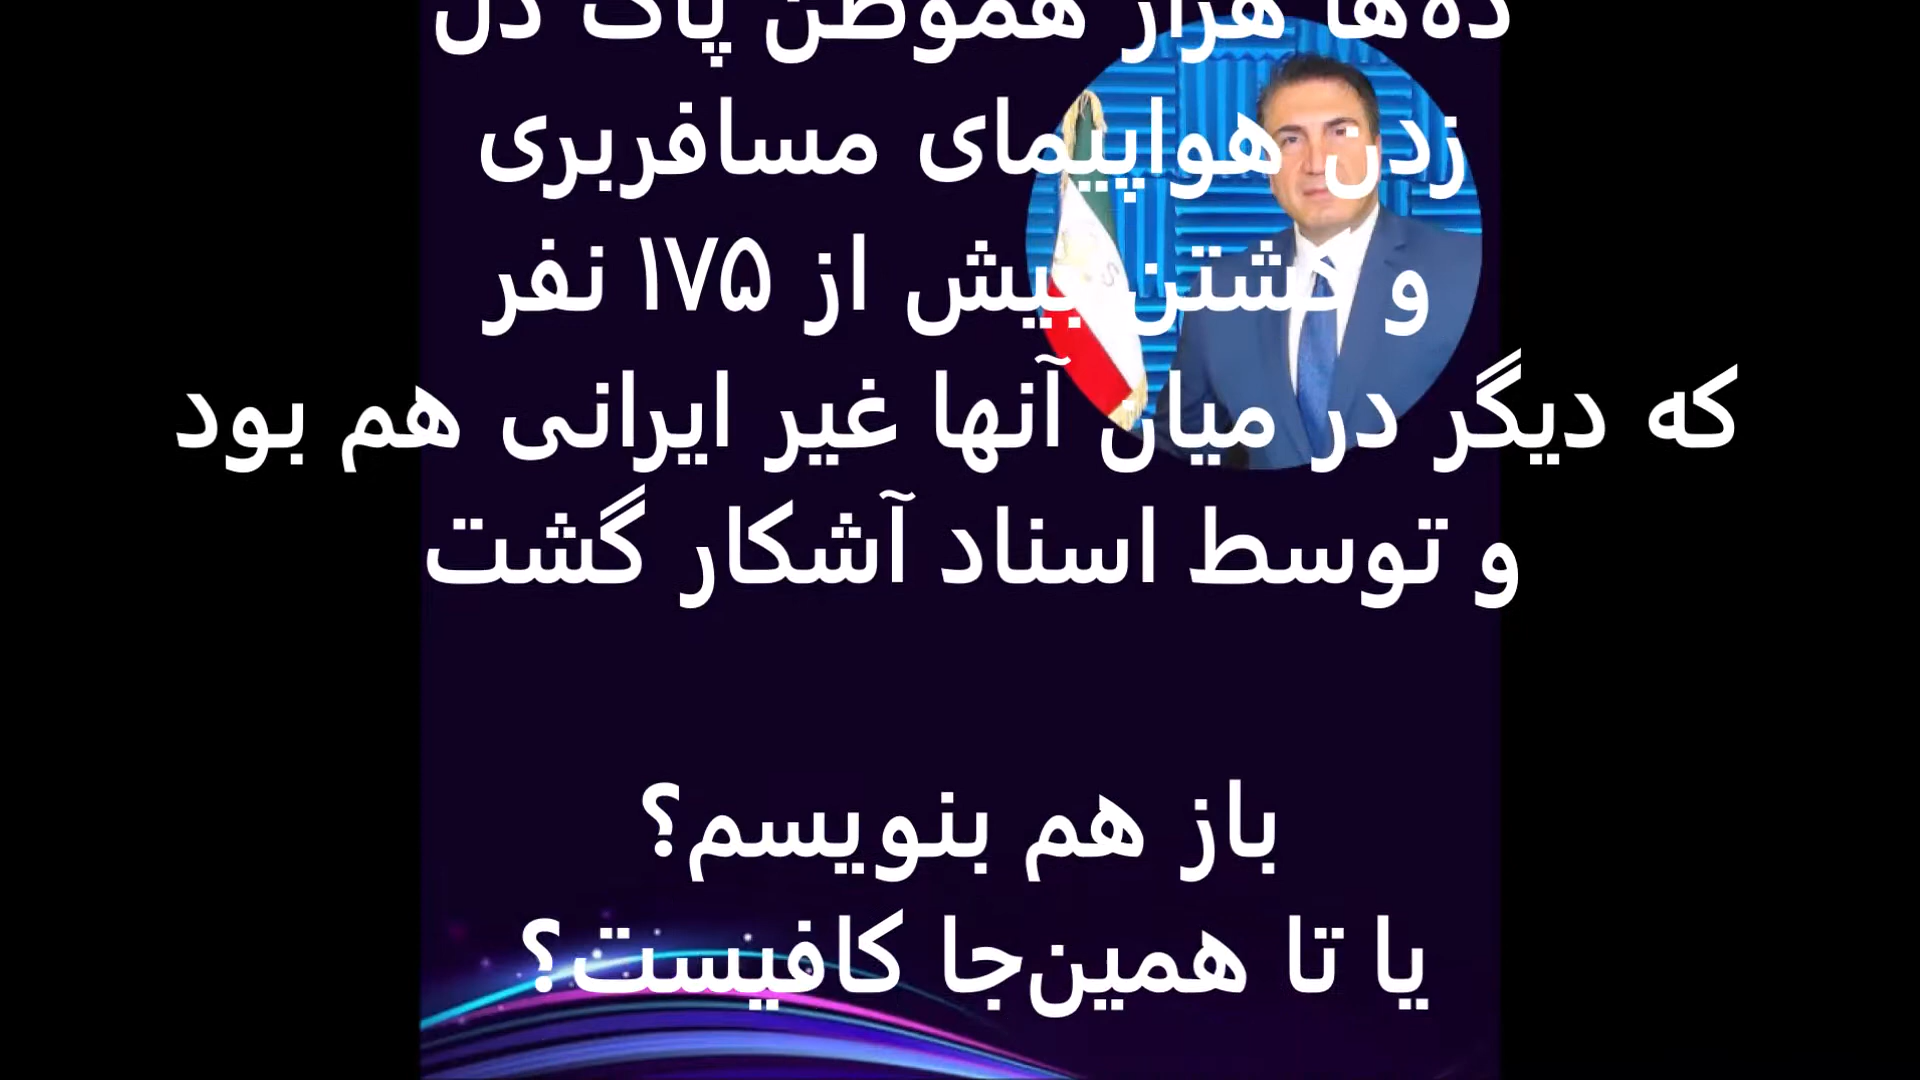 ده‌ها هزار هموطن پاک دل
زدن هواپیمای مسافربری
و کشتن بیش از ۱۷۵ نفر
که دیگر در میان آنها غیر ایرانی هم بود
و توسط اسناد آشکار گشت
باز هم بنویسم؟
یا تا همین‌جا کافیست؟